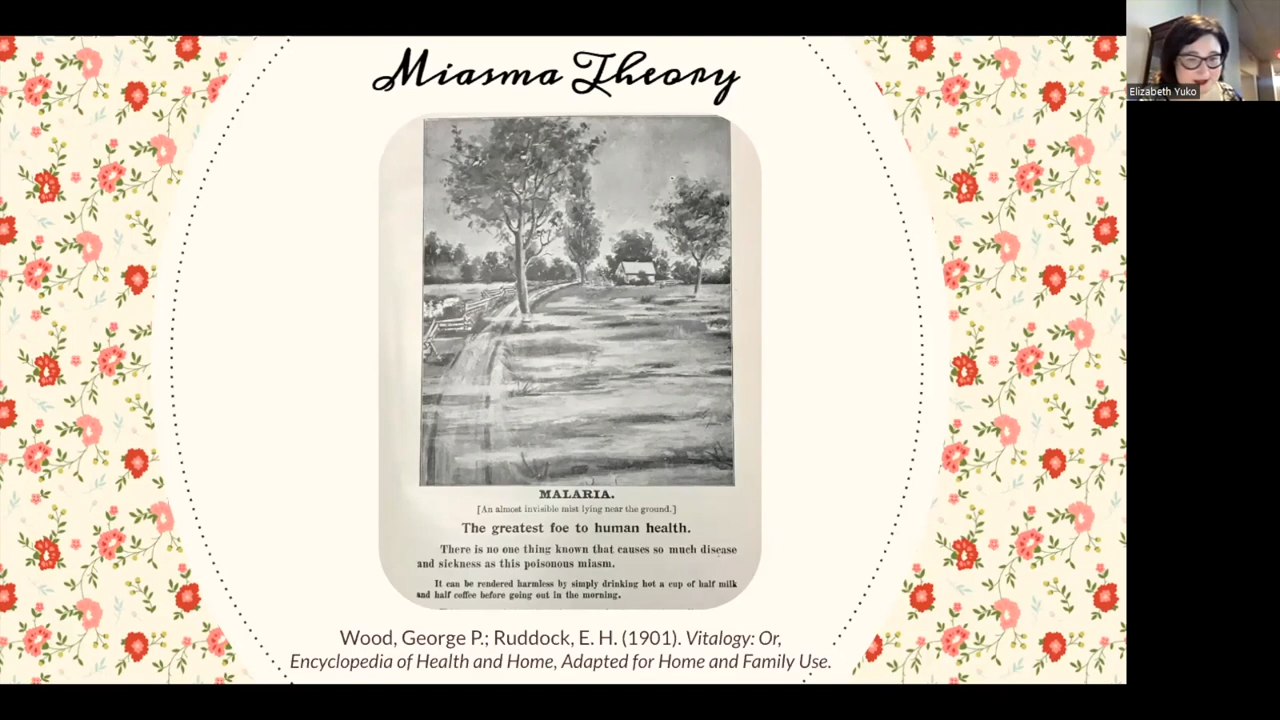 Miasma Theory
Elizabeth Yuko
MALARIA.
[An almost invisible mist lying near the ground.]
The greatest foe to human health.
There is no one thing known that causes so much disease
and sickness as this poisonous miasm.
It can be rendered harmless by simply drinking hot a cup of half milk
and half coffee before going out in the morning.
Wood, George P.; Ruddock, E. H. (1901). Vitalogy: Or,
Encyclopedia of Health and Home, Adapted for Home and Family Use.